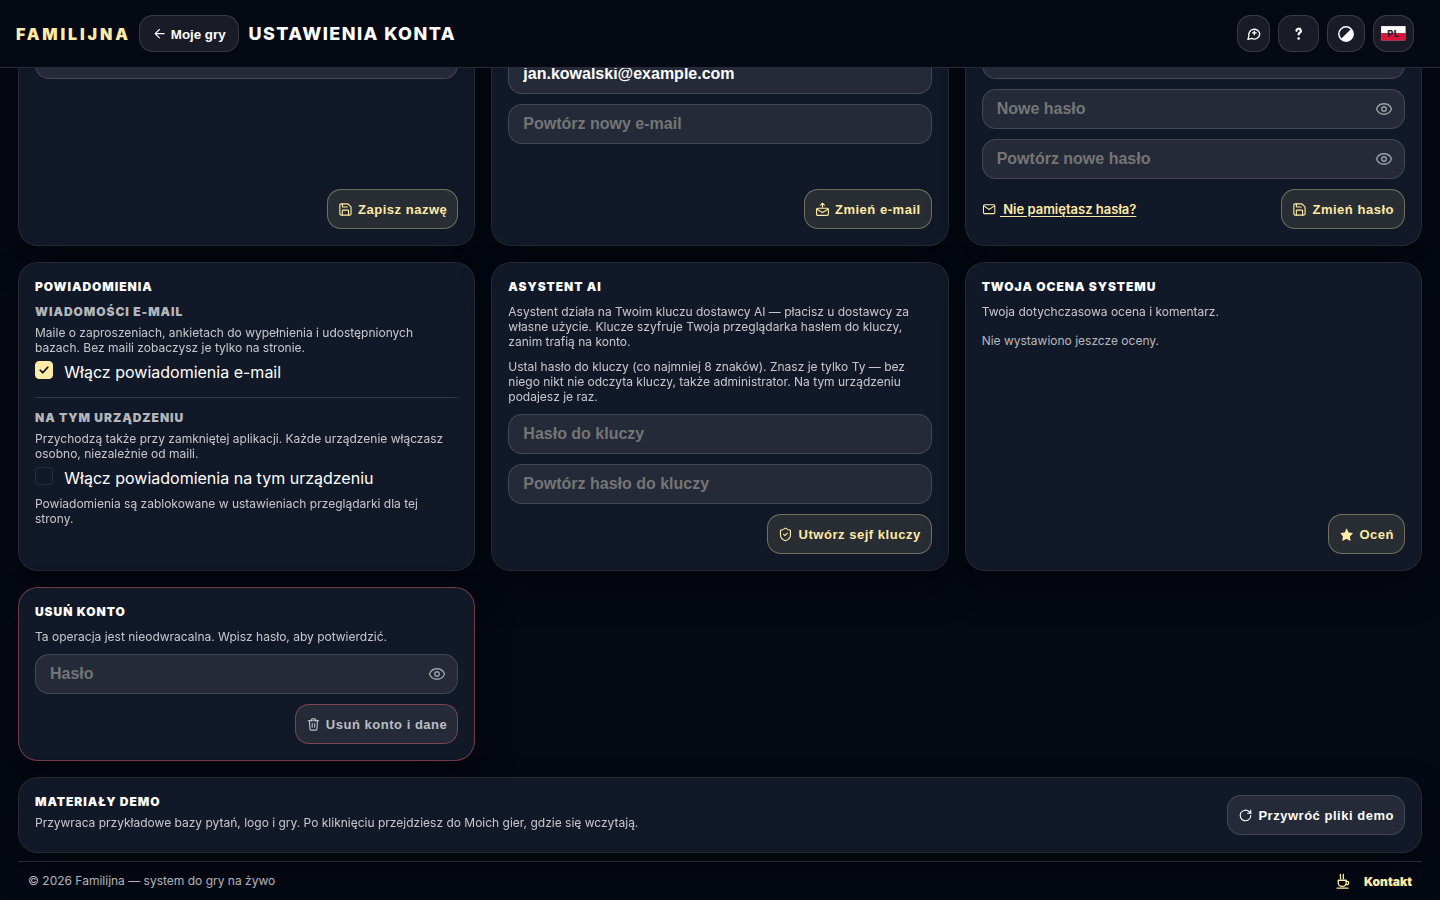 FAMILIJNA
Moje gry
USTAWIENIA KONTA
?
PL
jan.kowalski@example.com
Powtórz nowy e-mail
Nowe hasło
Powtórz nowe hasło
Zapisz nazwę
Zmień e-mail
Nie pamiętasz hasła?
Zmień hasło
POWIADOMIENIA
WIADOMOŚCI E-MAIL
Maile o zaproszeniach, ankietach do wypełnienia i udostępnionych
bazach. Bez maili zobaczysz je tylko na stronie.
Włącz powiadomienia e-mail
NA TYM URZĄDZENIU
Przychodzą także przy zamkniętej aplikacji. Każde urządzenie włączasz
osobno, niezależnie od maili.
Włącz powiadomienia na tym urządzeniu
Powiadomienia są zablokowane w ustawieniach przeglądarki dla tej
strony.
ASYSTENT AI
Asystent działa na Twoim kluczu dostawcy AI — płacisz u dostawcy za
własne użycie. Klucze szyfruje Twoja przeglądarka hasłem do kluczy,
zanim trafią na konto.
Ustal hasło do kluczy (co najmniej 8 znaków). Znasz je tylko Ty — bez
niego nikt nie odczyta kluczy, także administrator. Na tym urządzeniu
podajesz je raz.
Hasło do kluczy
Powtórz hasło do kluczy
Utwórz sejf kluczy
TWOJA OCENA SYSTEMU
Twoja dotychczasowa ocena i komentarz.
Nie wystawiono jeszcze oceny.
Oceń
USUŃ KONTO
Ta operacja jest nieodwracalna. Wpisz hasło, aby potwierdzić.
Hasło
Usuń konto i dane
MATERIAŁY DEMO
Przywraca przykładowe bazy pytań, logo i gry. Po kliknięciu przejdziesz do Moich gier, gdzie się wczytają.
Przywróć pliki demo
© 2026 Familijna — system do gry na żywo
Kontakt